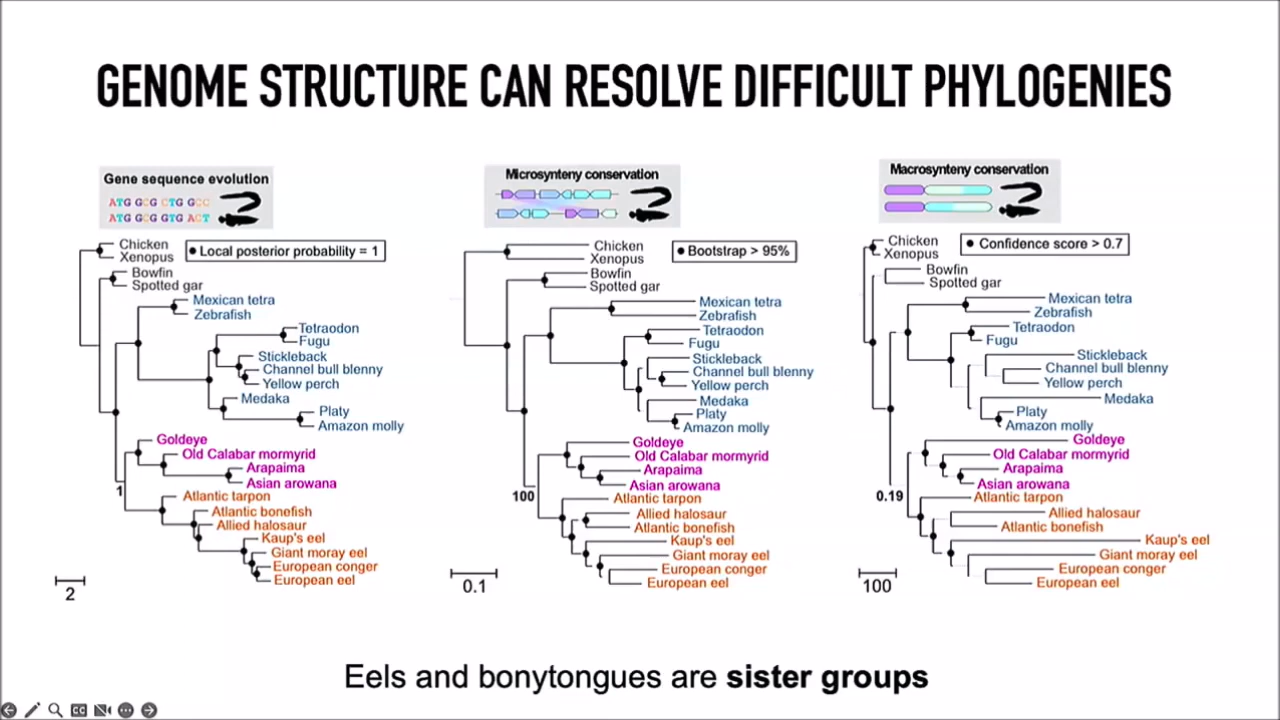 GENOME STRUCTURE CAN RESOLVE DIFFICULT PHYLOGENIES
Gene sequence evolution
ATG GCG CTG GCC
ATG GCG GTG ACT
Local posterior probability = 1
Chicken
Xenopus
Bowfin
Spotted gar
Mexican tetra
Zebrafish
Tetraodon
Fugu
Stickleback
Channel bull blenny
Yellow perch
Medaka
Platy
Amazon molly
Goldeye
Old Calabar mormyrid
Arapaima
Asian arowana
1
Atlantic tarpon
Atlantic bonefish
Allied halosaur
Kaup's eel
Giant moray eel
European conger
European eel
2
Microsynteny conservation
Bootstrap > 95%
Chicken
Xenopus
Bowfin
Spotted gar
Mexican tetra
Zebrafish
Tetraodon
Fugu
Stickleback
Channel bull blenny
Yellow perch
Medaka
Platy
Amazon molly
Goldeye
Old Calabar mormyrid
Arapaima
Asian arowana
100
Atlantic tarpon
Allied halosaur
Atlantic bonefish
Kaup's eel
Giant moray eel
European conger
European eel
0.1
Macrosynteny conservation
Confidence score > 0.7
Chicken
Xenopus
Bowfin
Spotted gar
Mexican tetra
Zebrafish
Tetraodon
Fugu
Stickleback
Channel bull blenny
Yellow perch
Medaka
Platy
Amazon molly
Goldeye
Old Calabar mormyrid
Arapaima
Asian arowana
0.19
Atlantic tarpon
Allied halosaur
Atlantic bonefish
Kaup's eel
Giant moray eel
European conger
European eel
100
Eels and bonytongues are sister groups
CC